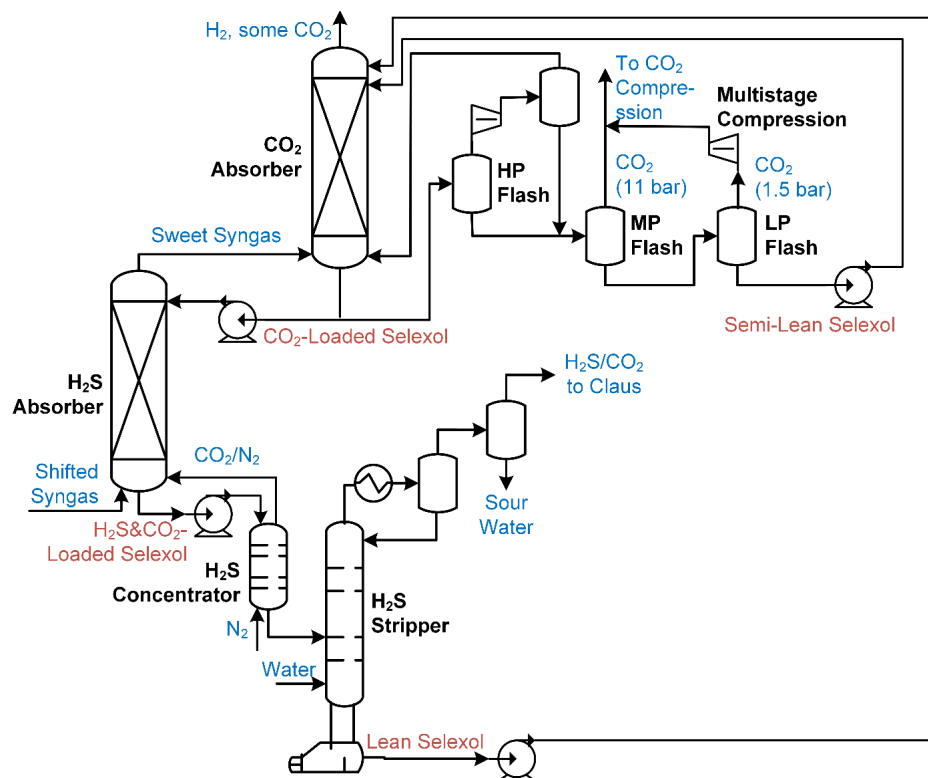 H₂, some CO₂
CO₂
Absorber
To CO₂
Compre-
ssion
Multistage
Compression
HP
Flash
CO₂
(11 bar)
CO₂
(1.5 bar)
MP
Flash
LP
Flash
Sweet Syngas
CO₂-Loaded Selexol
Semi-Lean Selexol
H₂S
Absorber
H₂S/CO₂
to Claus
CO₂/N₂
Shifted
Syngas
Sour
Water
H₂S&CO₂-
Loaded Selexol
H₂S
Concentrator
H₂S
Stripper
N₂
Water
Lean Selexol